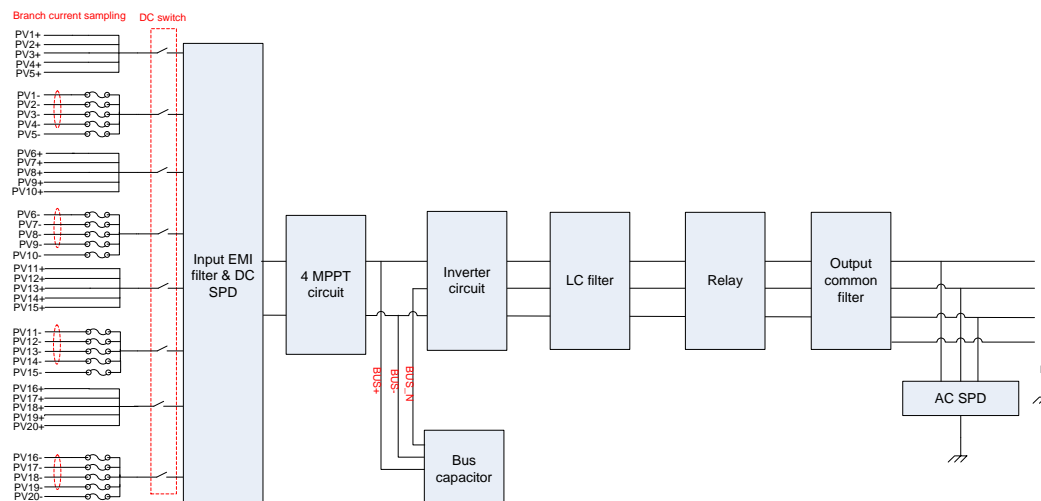 Branch current sampling
DC switch
PV1+
PV2+
PV3+
PV4+
PV5+
PV1-
PV2-
PV3-
PV4-
PV5-
PV6+
PV7+
PV8+
PV9+
PV10+
PV6-
PV7-
PV8-
PV9-
PV10-
PV11+
PV12+
PV13+
PV14+
PV15+
PV11-
PV12-
PV13-
PV14-
PV15-
PV16+
PV17+
PV18+
PV19+
PV20+
PV16-
PV17-
PV18-
PV19-
PV20-
Input EMI
filter & DC
SPD
4 MPPT
circuit
Inverter
circuit
LC filter
Relay
Output
common
filter
BUS+
BUS-
BUS_N
Bus
capacitor
AC SPD